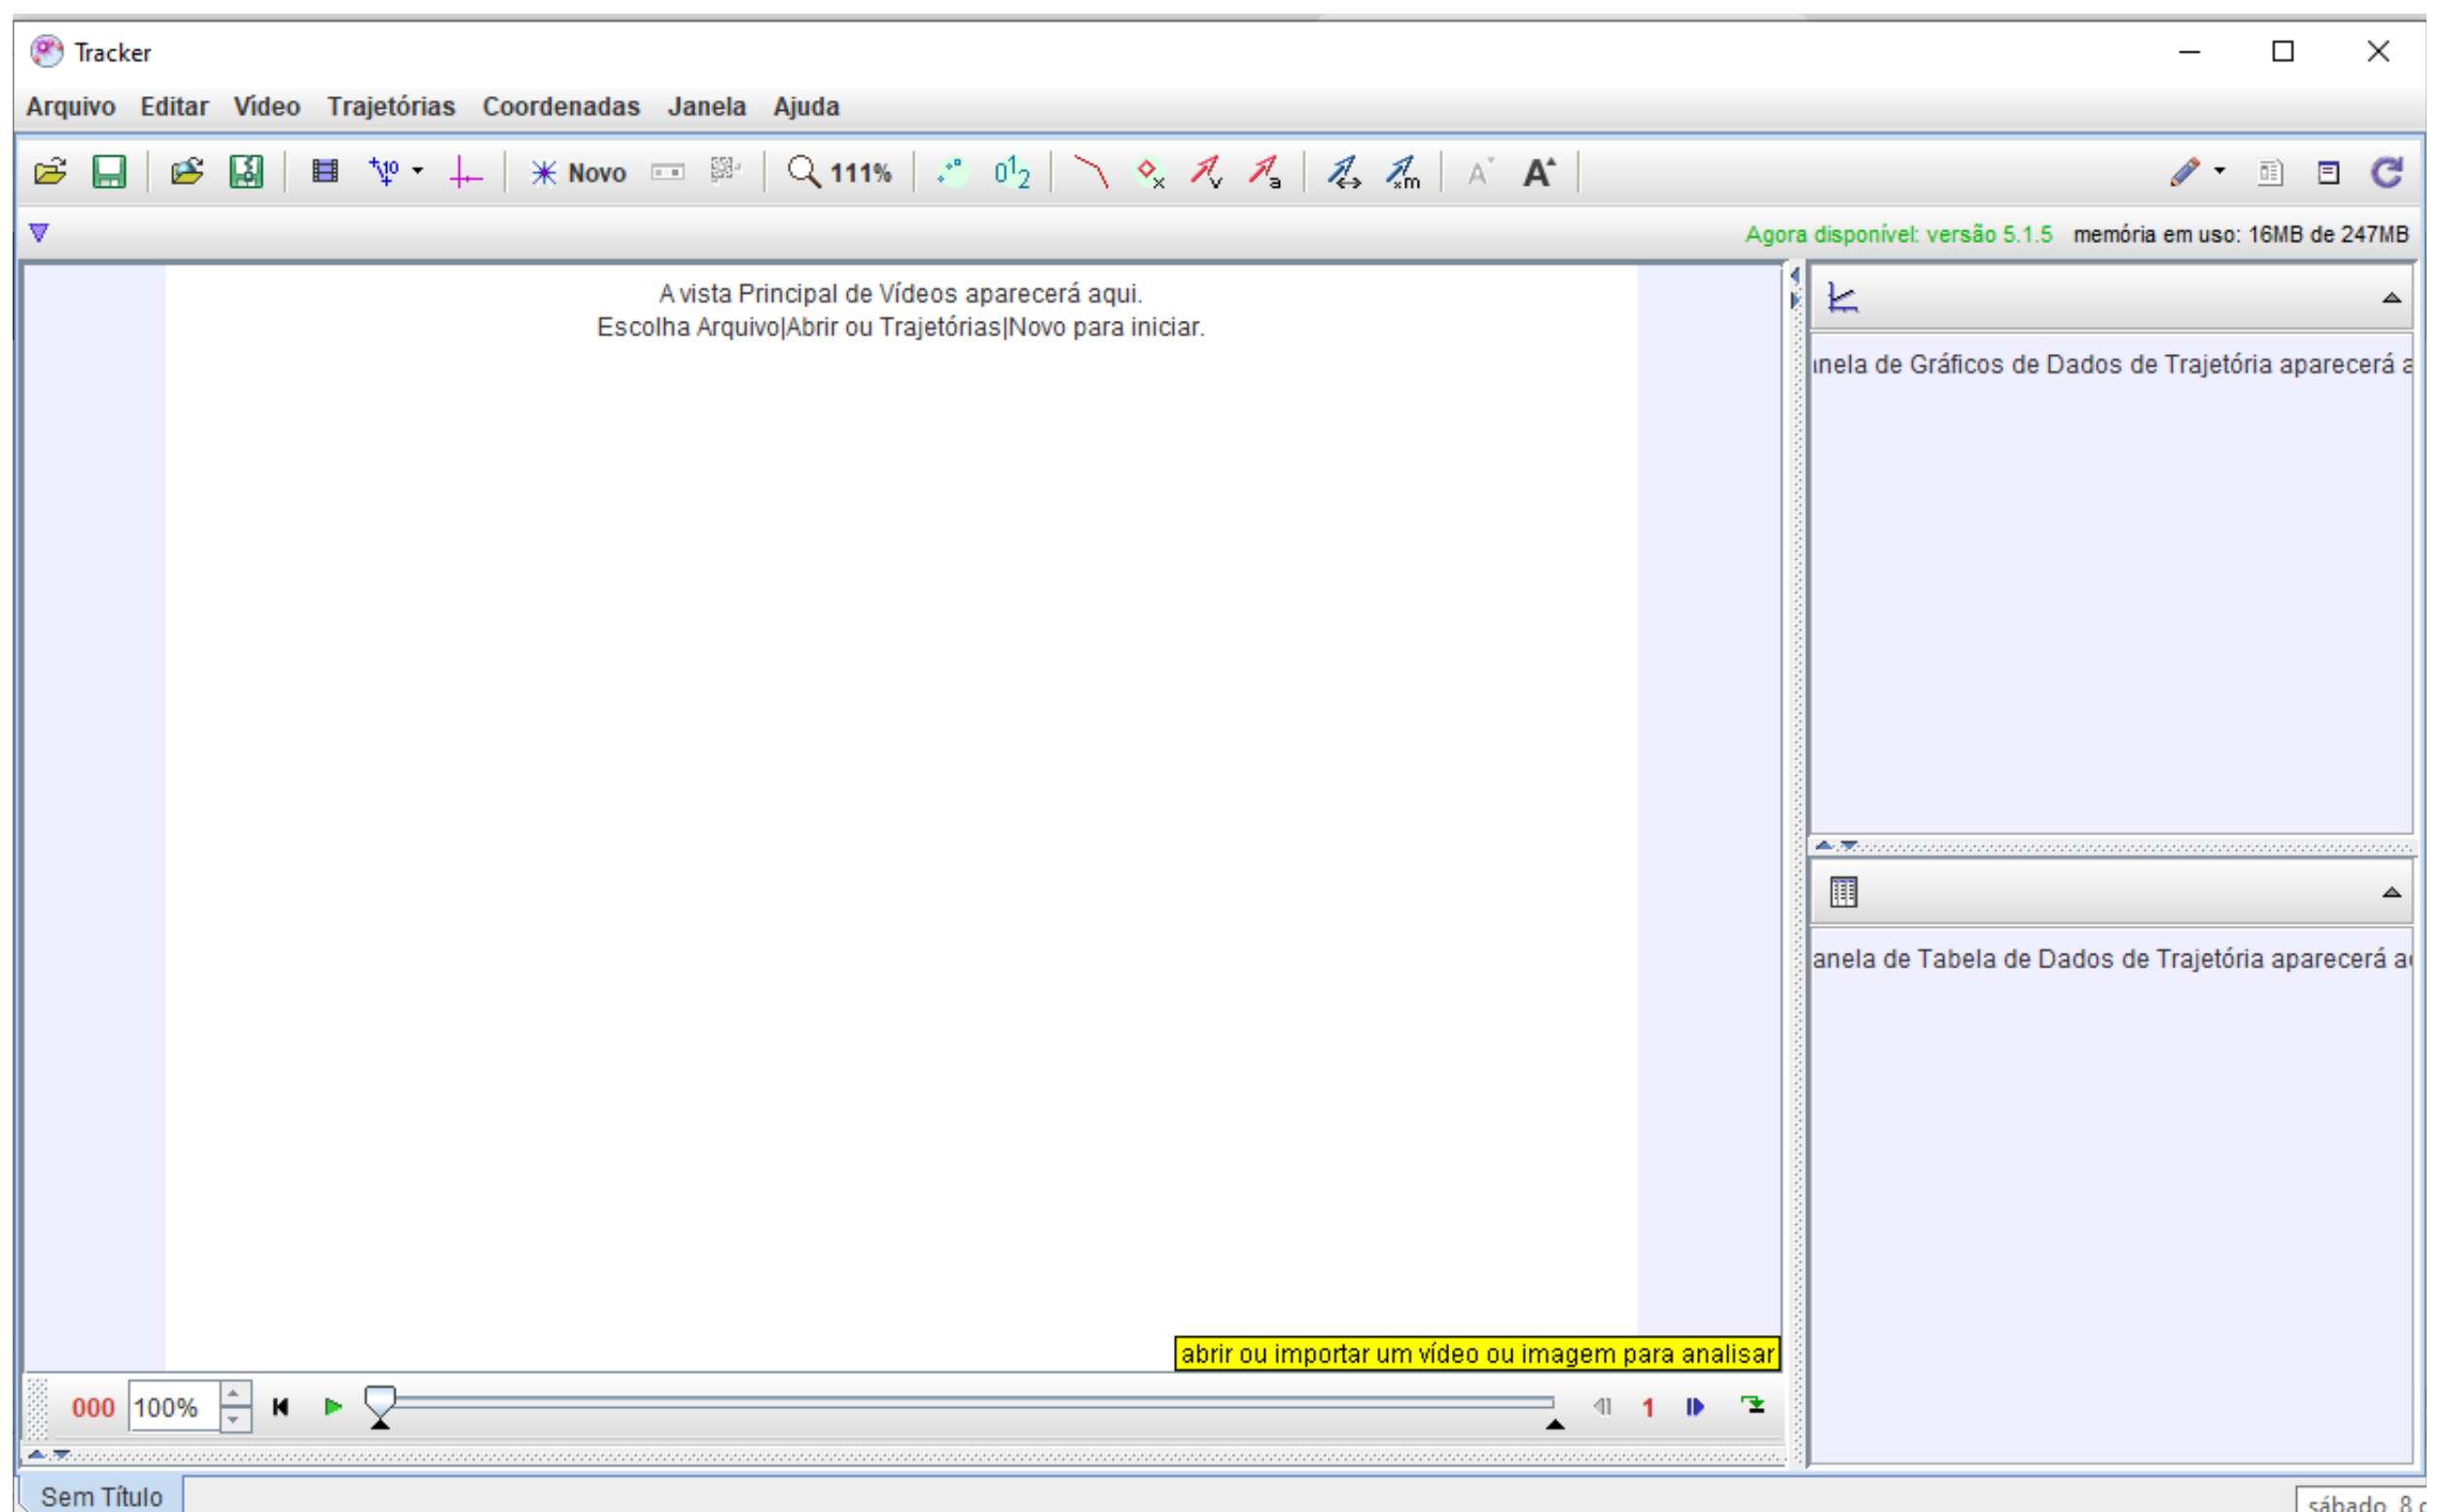 Tracker
Arquivo Editar Vídeo Trajetórias Coordenadas Janela Ajuda
Novo 111%
Agora disponível: versão 5.1.5 memória em uso: 16MB de 247MB
A vista Principal de Vídeos aparecerá aqui.
Escolha Arquivo|Abrir ou Trajetórias|Novo para iniciar.
de Gráficos de Dados de Trajetória aparecerá
de Tabela de Dados de Trajetória aparecerá
abrir ou importar um vídeo ou imagem para analisar
000 100% 1
Sem Título
sábado, 8